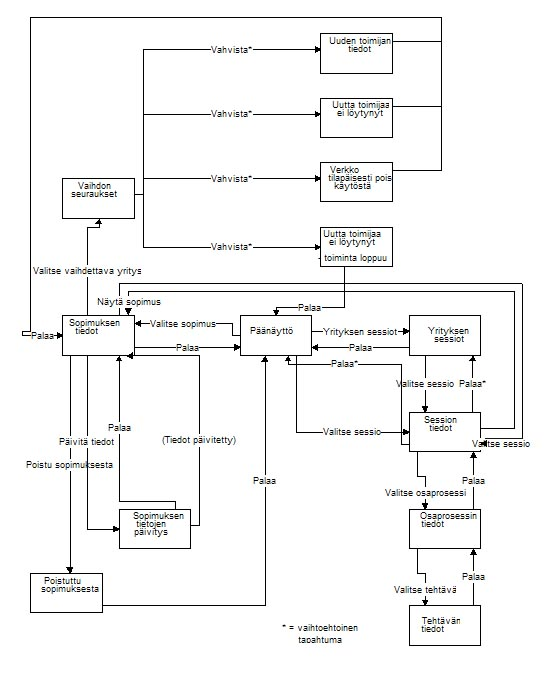 Uuden toimijan
tiedot
Vahvista*
Uutta toimijaa
ei löytynyt
Vahvista*
Verkko
tilapäisesti pois
käytöstä
Vahvista*
Vaihdon
seuraukset
Uutta toimijaa
ei löytynyt
toiminta loppuu
Vahvista*
Valitse vaihdettava yritys
Näytä sopimus
Palaa
Palaa
Sopimuksen
tiedot
Valitse sopimus
Palaa
Päänäyttö
Yrityksen sessiot
Palaa
Yrityksen
sessiot
Palaa*
Valitse sessio
Palaa*
Session
tiedot
Valitse sessio
Valitse sessio
Palaa
Päivitä tiedot
(Tiedot päivitetty)
Poistu sopimuksesta
Palaa
Palaa
Valitse osaprosessi
Sopimuksen
tietojen
päivitys
Osaprosessin
tiedot
Poistuttu
sopimuksesta
Palaa
Valitse tehtävä
Tehtävän
tiedot
* = vaihtoehtoinen
tapahtuma